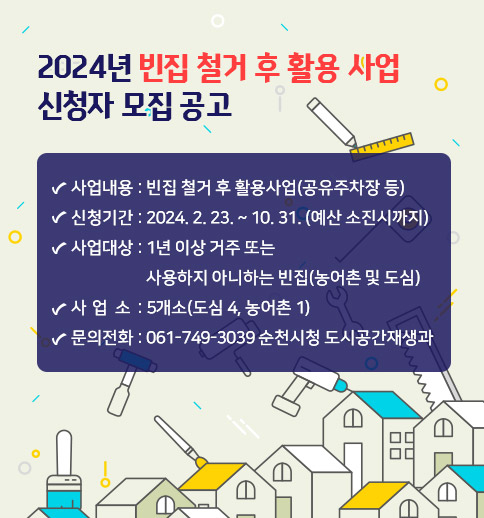 2024년 빈집 철거 후 활용 사업
신청자 모집 공고
사업내용 : 빈집 철거 후 활용사업(공유주차장 등)
신청기간 : 2024. 2. 23. ~ 10. 31. (예산 소진시까지)
사업대상 : 1년 이상 거주 또는
사용하지 아니하는 빈집(농어촌 및 도심)
사 업 소 : 5개소(도심 4, 농어촌 1)
문의전화 : 061-749-3039 순천시청 도시공간재생과